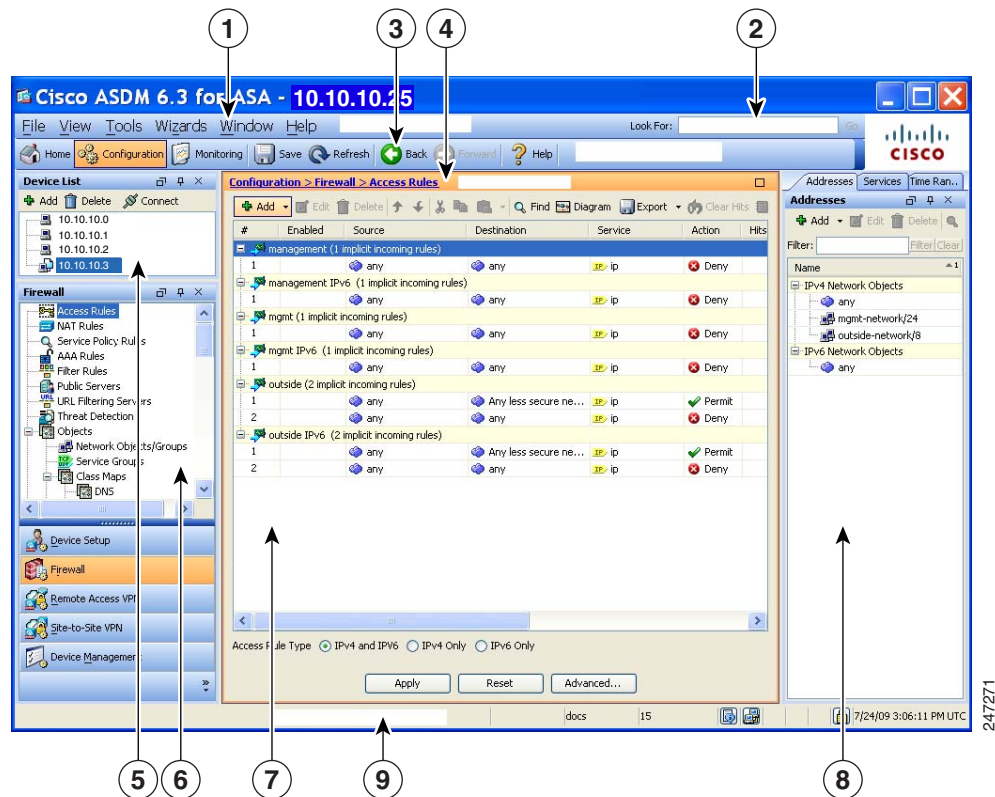 1 3 4 2
Cisco ASDM 6.3 for ASA - 10.10.10.25
File View Tools Wizards Window Help Look For: Go
Home Configuration Monitoring Save Refresh Back Forward Help
CISCO
Device List
Add Delete Connect
10.10.10.0
10.10.10.1
10.10.10.2
10.10.10.3
Firewall
Access Rules
NAT Rules
Service Policy Rules
AAA Rules
Filter Rules
Public Servers
URL Filtering Servers
Threat Detection
Objects
Network Objects/Groups
Service Groups
Class Maps
DNS
Device Setup
Firewall
Remote Access VPN
Site-to-Site VPN
Device Management
Configuration > Firewall > Access Rules
Add Edit Delete Find Diagram Export Clear Hits
# Enabled Source Destination Service Action Hits
management (1 implicit incoming rules)
1 any any IP ip Deny
management IPv6 (1 implicit incoming rules)
1 any any IP ip Deny
mgmt (1 implicit incoming rules)
1 any any IP ip Deny
mgmt IPv6 (1 implicit incoming rules)
1 any any IP ip Deny
outside (2 implicit incoming rules)
1 any Any less secure ne... IP ip Permit
2 any any IP ip Deny
outside IPv6 (2 implicit incoming rules)
1 any Any less secure ne... IP ip Permit
2 any any IP ip Deny
Access Rule Type IPv4 and IPV6 IPv4 Only IPv6 Only
Apply Reset Advanced...
Addresses Services Time Ran..
Addresses
Add Edit Delete
Filter: Filter Clear
Name 1
IPv4 Network Objects
any
mgmt-network/24
outside-network/8
IPv6 Network Objects
any
docs 15 7/24/09 3:06:11 PM UTC
247271
5 6 7 9 8